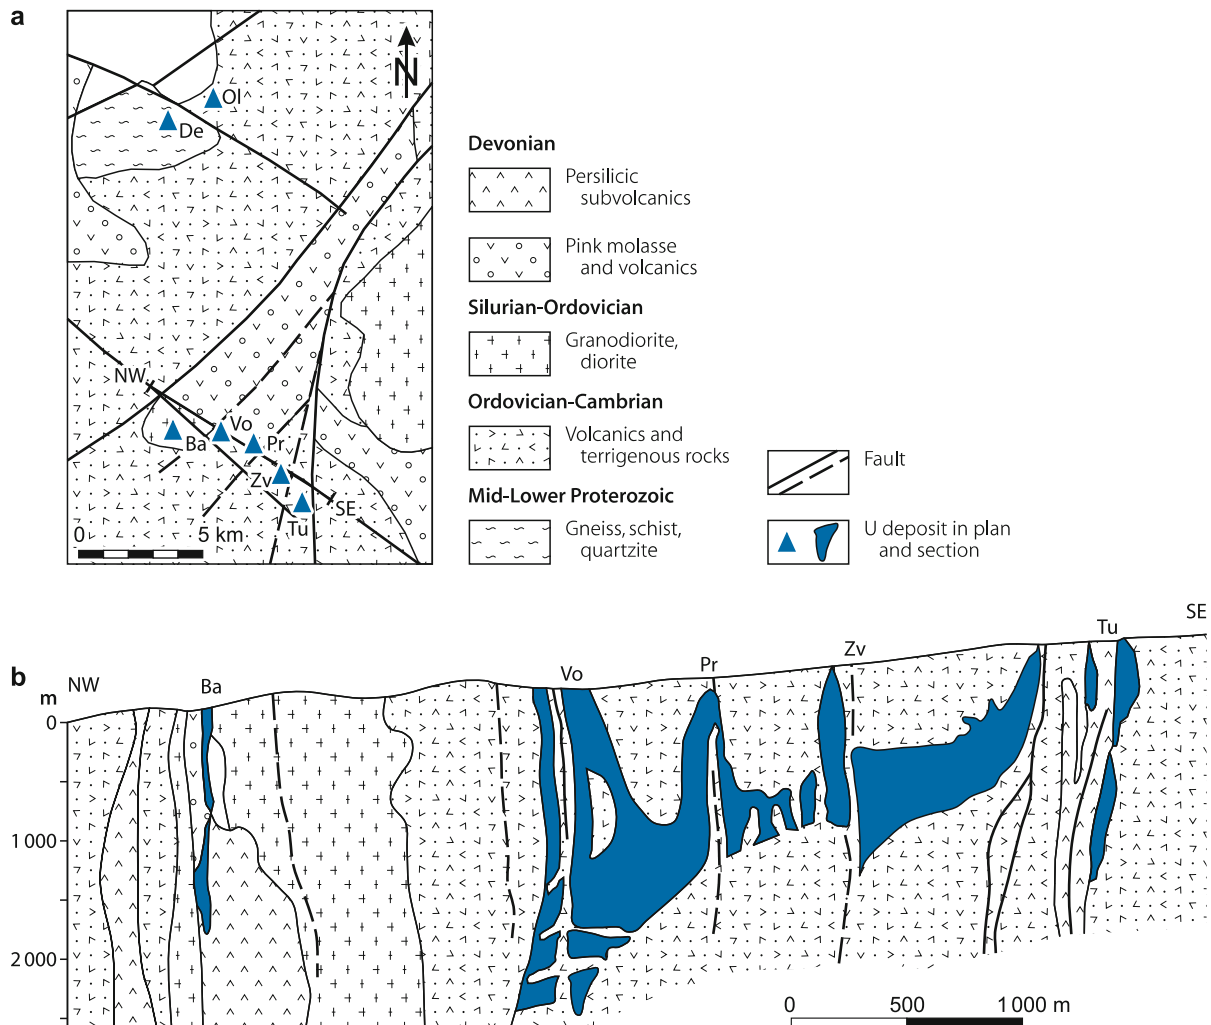 a
N
Ol
De
NW
Vo
Ba
Pr
Zv
SE
Tu
0 5 km
Devonian
Persilicic
subvolcanics
Pink molasse
and volcanics
Silurian-Ordovician
Granodiorite,
diorite
Ordovician-Cambrian
Volcanics and
terrigenous rocks
Mid-Lower Proterozoic
Gneiss, schist,
quartzite
Fault
U deposit in plan
and section
b
m
NW
Ba
Vo
Pr
Zv
Tu
SE
0
1 000
2 000
0 500 1000 m